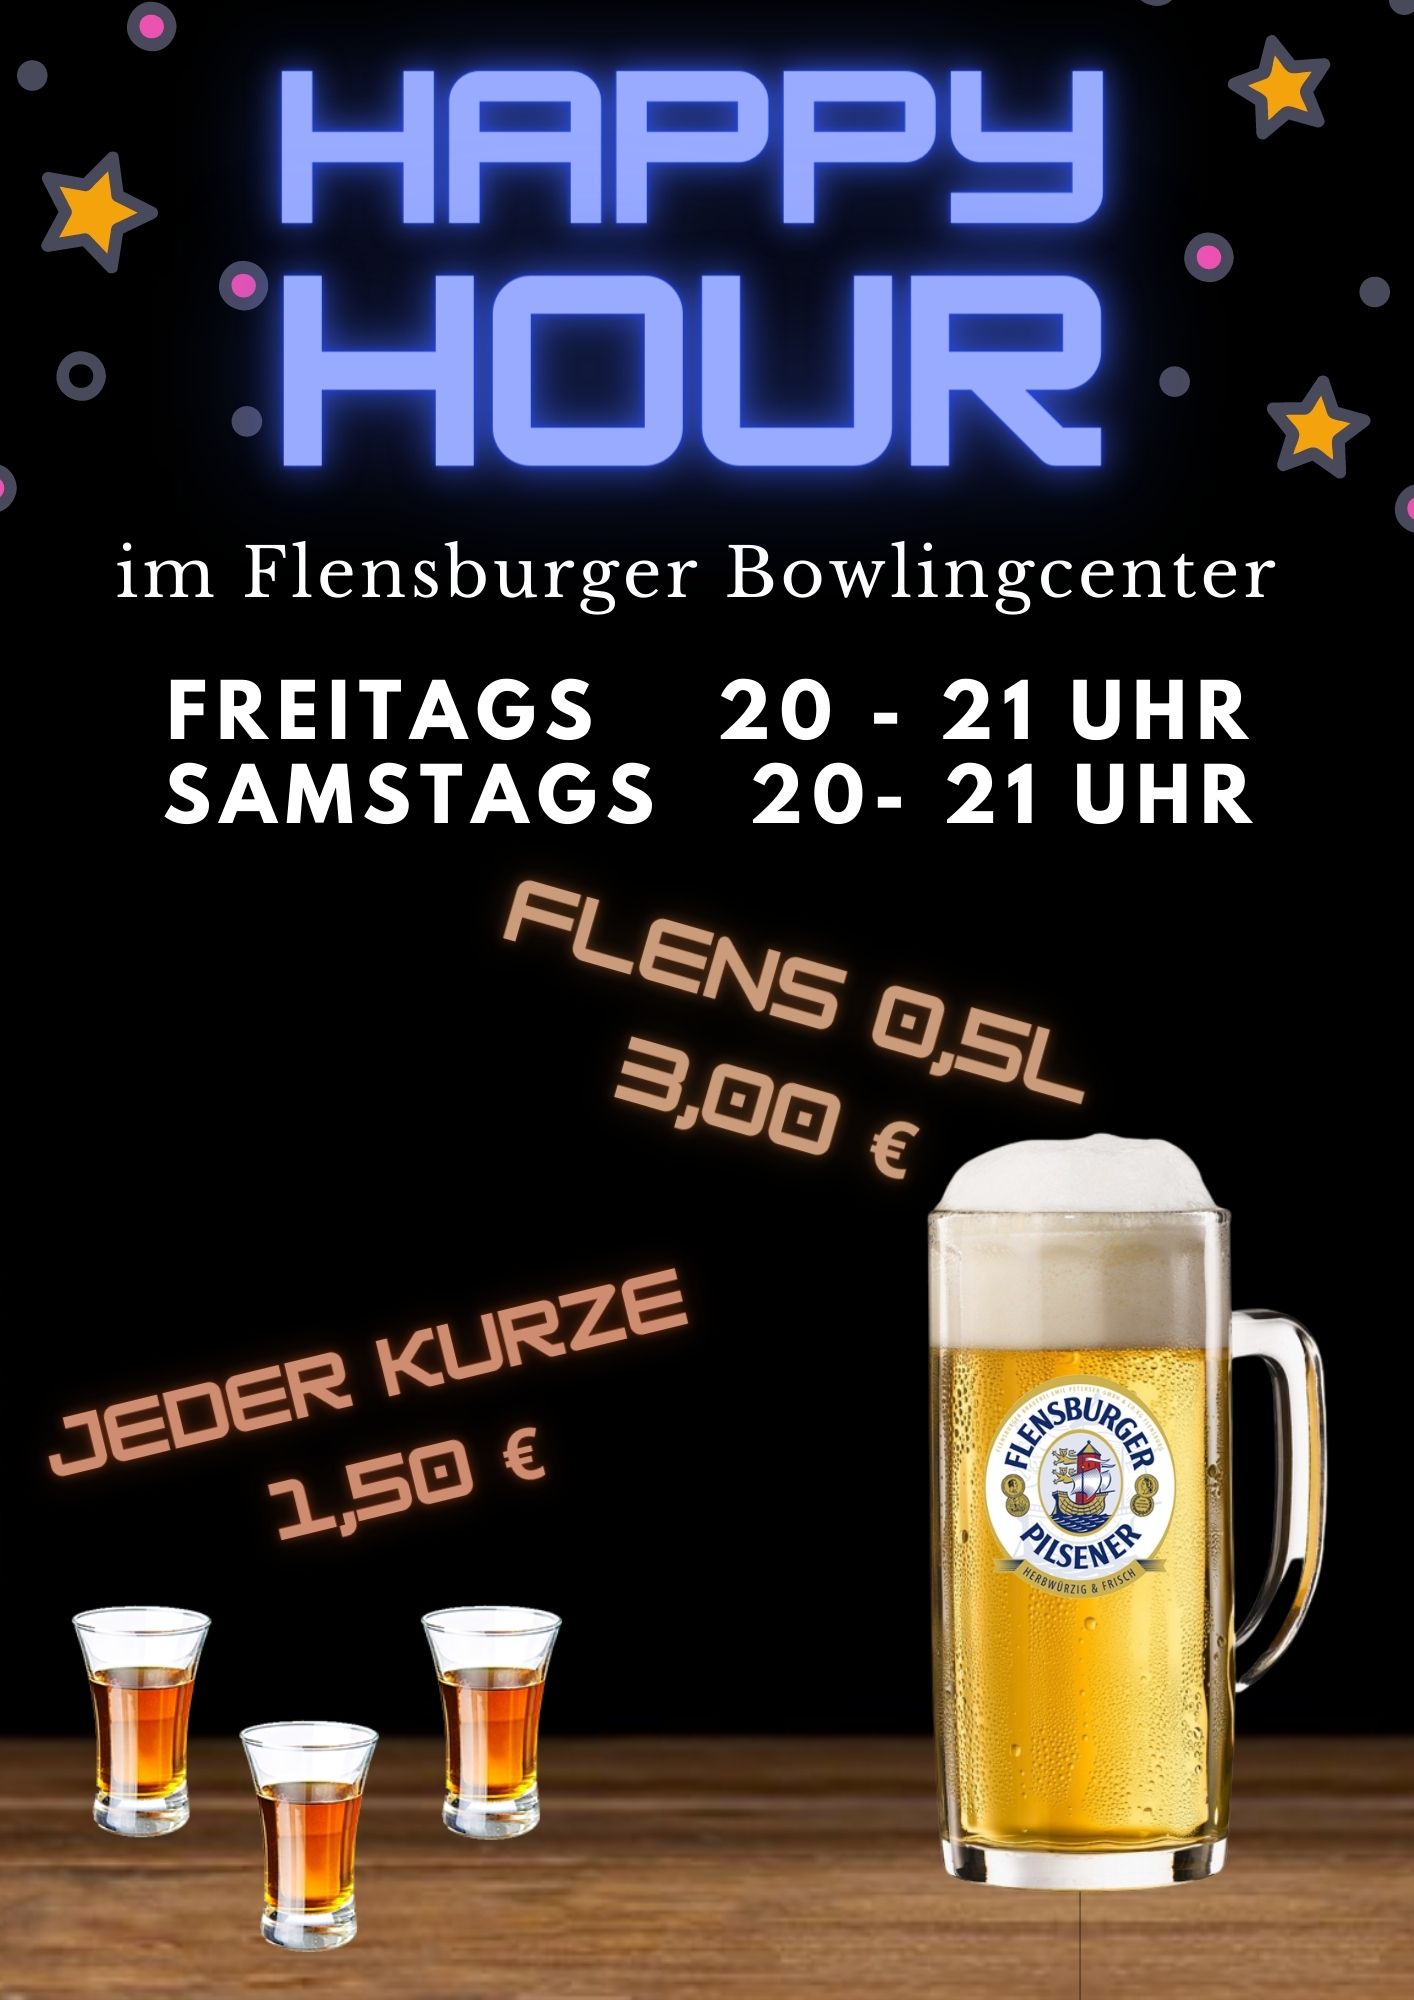 HAPPY
HOUR
im Flensburger Bowlingcenter
FREITAGS 20 - 21 UHR
SAMSTAGS 20- 21 UHR
FLENS 0,5L
3,00 €
JEDER KURZE
1,50 €
FLENSBURGER
PILSENER
HERBWÜRZIG & FRISCH